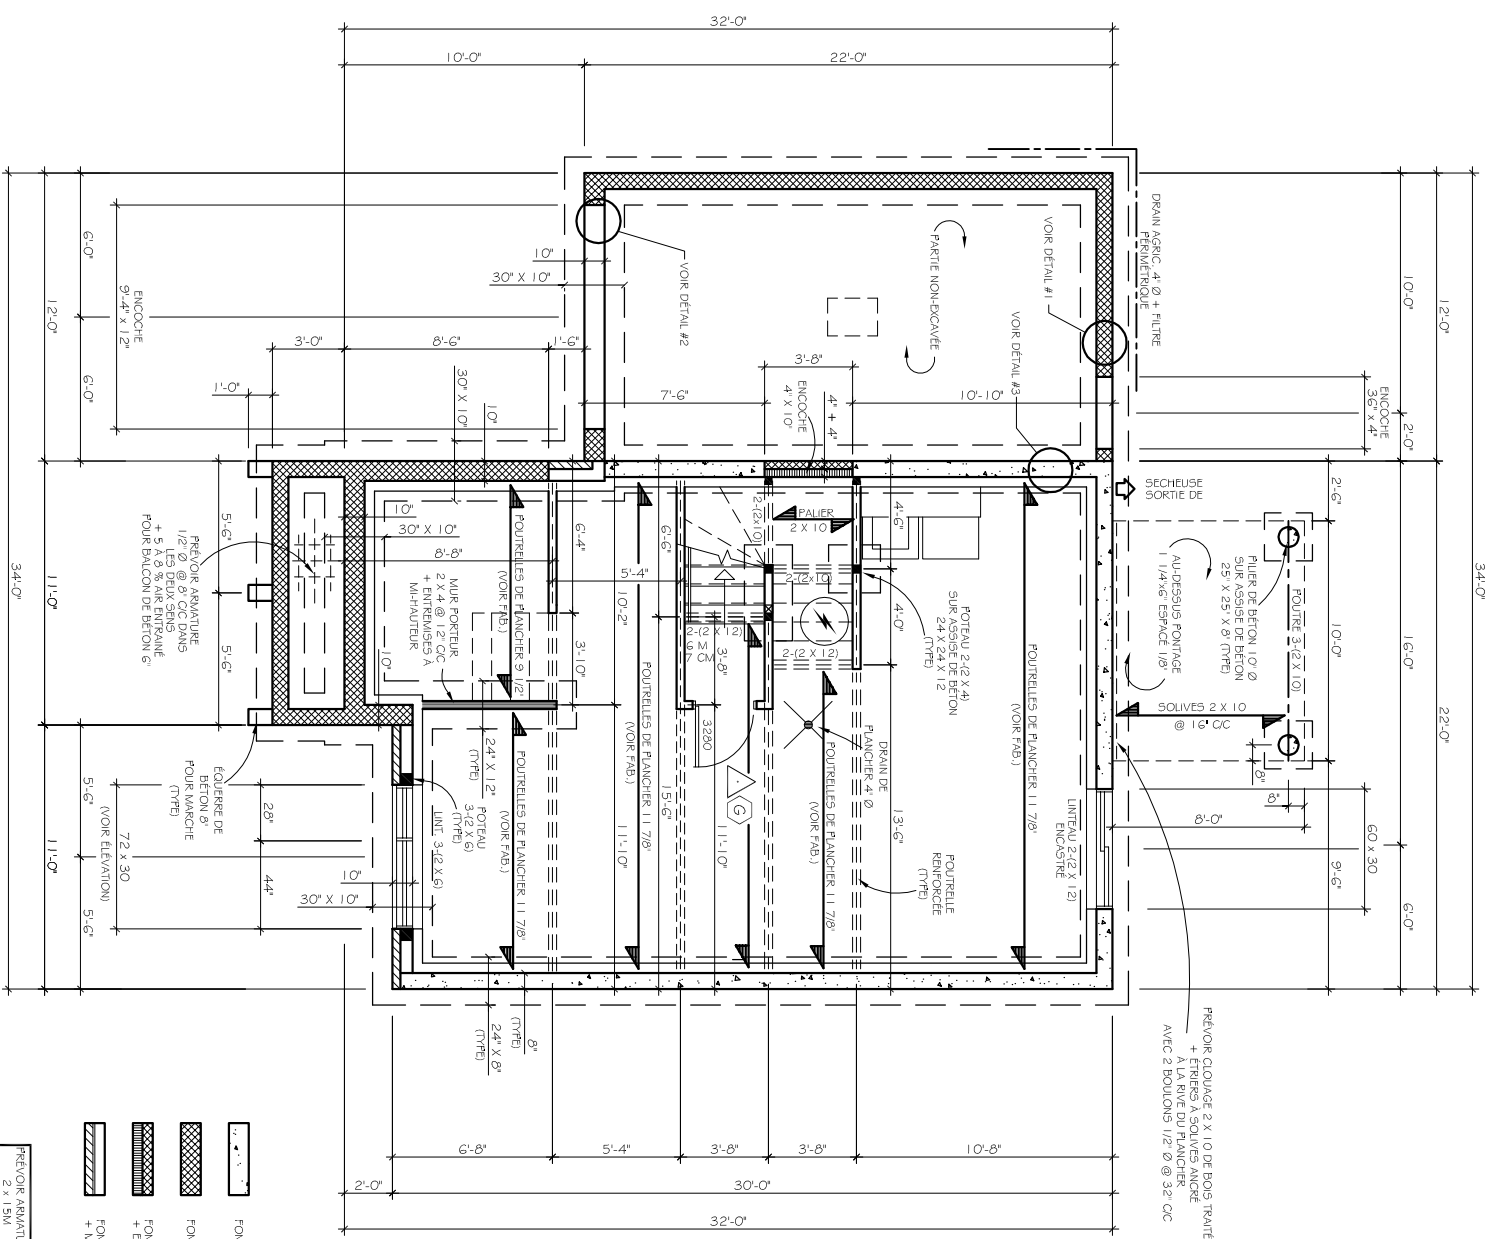 32'-0"
10'-0"
22'-0"
34'-0"
12'-0"
22'-0"
10'-0"
2'-0"
16'-0"
6'-0"
ENCOCHE
36" x 4"
2'-6"
10'-0"
9'-6"
60 x 30
DRAIN AGRIC. 4" Ø + FILTRE
PÉRIMÉTRIQUE
VOIR DÉTAIL #1
PARTIE NON-EXCAVÉE
VOIR DÉTAIL #3
VOIR DÉTAIL #2
10"
30" X 10"
SÉCHEUSE
SORTIE DE
PILIER DE BÉTON 10" Ø
SUR ASSISE DE BÉTON
25" X 25" X 8" (TYPE)
POUTRE 3-(2 X 10)
AU-DESSUS PONTAGE
1 1/4"x6" ESPACÉ 1/8"
SOLIVES 2 X 10
@ 16" C/C
8"
8"
8'-0"
PRÉVOIR CLOUAGE 2 X 10 DE BOIS TRAITÉ
+ ÉTRIERS À SOLIVES ANCRÉ
À LA RIVE DU PLANCHER
AVEC 2 BOULONS 1/2" Ø @ 32" C/C
3'-8"
7'-6"
10'-10"
ENCOCHE
4" X 10"
4" + 4"
3'-0"
8'-6"
1'-6"
1'-0"
30" X 10"
10"
ENCOCHE
9'-4" x 12"
6'-0"
6'-0"
12'-0"
11'-0"
11'-0"
34'-0"
5'-6"
5'-6"
5'-6"
5'-6"
PALIER
2 X 10
2-(2x10)
2-(2x10)
2-(2 X 12)
2-(2 X 12)
6 M
7 CM
4'-6"
4'-0"
13'-6"
POTEAU 2-(2 X 4)
SUR ASSISE DE BÉTON
24 X 24 X 12
(TYPE)
POUTRELLES DE PLANCHER 11 7/8"
(VOIR FAB.)
LINTEAU 2-(2 X 12)
ENCASTRÉ
POUTRELLE
RENFORCÉE
(TYPE)
DRAIN DE
PLANCHER 4" Ø
POUTRELLES DE PLANCHER 11 7/8"
(VOIR FAB.)
POUTRELLES DE PLANCHER 11 7/8"
(VOIR FAB.)
POUTRELLES DE PLANCHER 11 7/8"
(VOIR FAB.)
POUTRELLES DE PLANCHER 9 1/2"
(VOIR FAB.)
3280
G
6'-6"
3'-8"
15'-6"
11'-10"
5'-4"
10'-2"
11'-10"
6'-4"
3'-10"
8'-8"
10"
30" X 10"
10"
MUR PORTEUR
2 X 4 @ 12" C/C
+ ENTREMISES À
MI-HAUTEUR
24" X 12"
(TYPE)
POTEAU
3-(2 X 6)
(TYPE)
LINT. 3-(2 X 6)
PRÉVOIR ARMATURE
1/2" Ø @ 8" C/C DANS
LES DEUX SENS
+ 5 À 8 % AIR ENTRAINÉ
POUR BALCON DE BÉTON 6"
ÉQUERRE DE
BÉTON 8"
POUR MARCHE
(TYPE)
28"
44"
72 x 30
(VOIR ÉLÉVATION)
10"
30" X 10"
8"
(TYPE)
24" X 8"
(TYPE)
6'-8"
5'-4"
3'-8"
3'-8"
10'-8"
2'-0"
30'-0"
32'-0"
FON
FON
FON
+ E
FON
+ M
PRÉVOIR ARMATU
2 x 15M